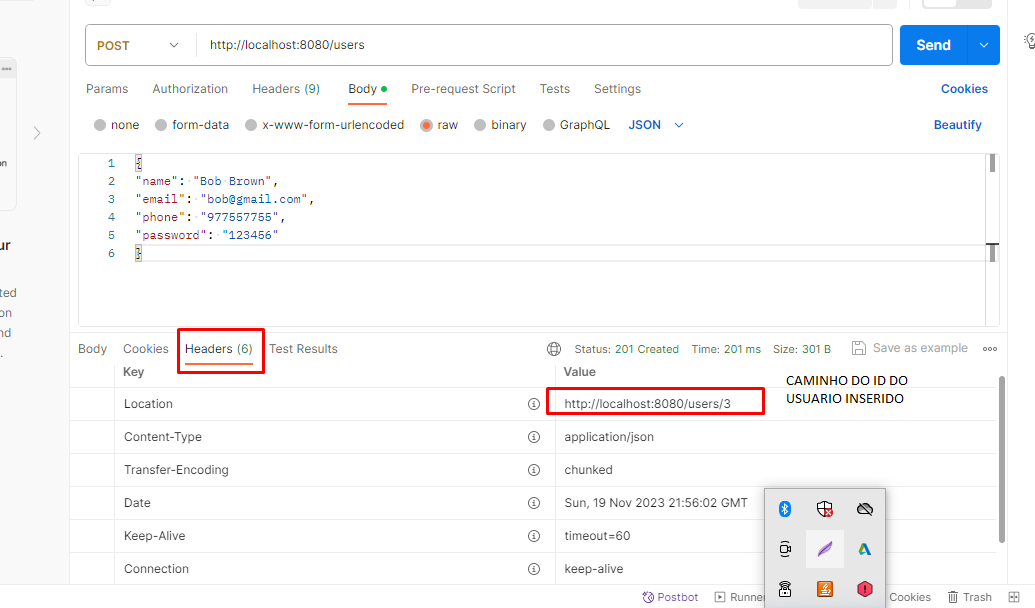 POST
http://localhost:8080/users
Send
Params
Authorization
Headers (9)
Body
Pre-request Script
Tests
Settings
Cookies
none
form-data
x-www-form-urlencoded
raw
binary
GraphQL
JSON
Beautify
1 {
2 "name": "Bob Brown",
3 "email": "bob@gmail.com",
4 "phone": "977557755",
5 "password": "123456"
6 }
Body
Cookies
Headers (6)
Test Results
Status: 201 Created
Time: 201 ms
Size: 301 B
Save as example
Key
Value
Location
http://localhost:8080/users/3
CAMINHO DO ID DO
USUARIO INSERIDO
Content-Type
application/json
Transfer-Encoding
chunked
Date
Sun, 19 Nov 2023 21:56:02 GMT
Keep-Alive
timeout=60
Connection
keep-alive
Postbot
Runner
Cookies
Trash